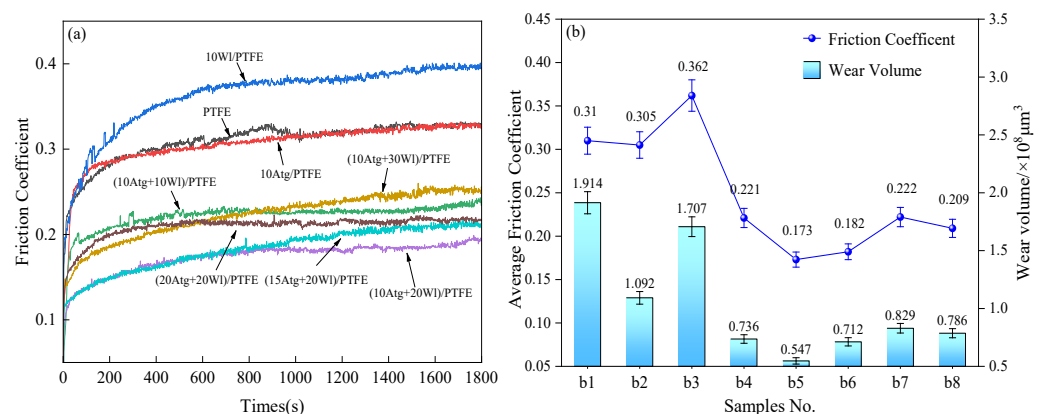 (a)
10Wl/PTFE
PTFE
(10Atg+30Wl)/PTFE
10Atg/PTFE
(10Atg+10Wl)/PTFE
(20Atg+20Wl)/PTFE
(15Atg+20Wl)/PTFE
(10Atg+20Wl)/PTFE
Friction Coefficient
0.4
0.3
0.2
0.1
0 200 400 600 800 1000 1200 1400 1600 1800
Times(s)
(b)
Friction Coefficent
Wear Volume
Average Friction Coefficient
0.45
0.40
0.35
0.30
0.25
0.20
0.15
0.10
0.05
0.31
0.305
0.362
0.221
0.173
0.182
0.222
0.209
1.914
1.092
1.707
0.736
0.547
0.712
0.829
0.786
b1 b2 b3 b4 b5 b6 b7 b8
Samples No.
3.5
3.0
2.5
2.0
1.5
1.0
0.5
Wear volume/×10⁸μm³